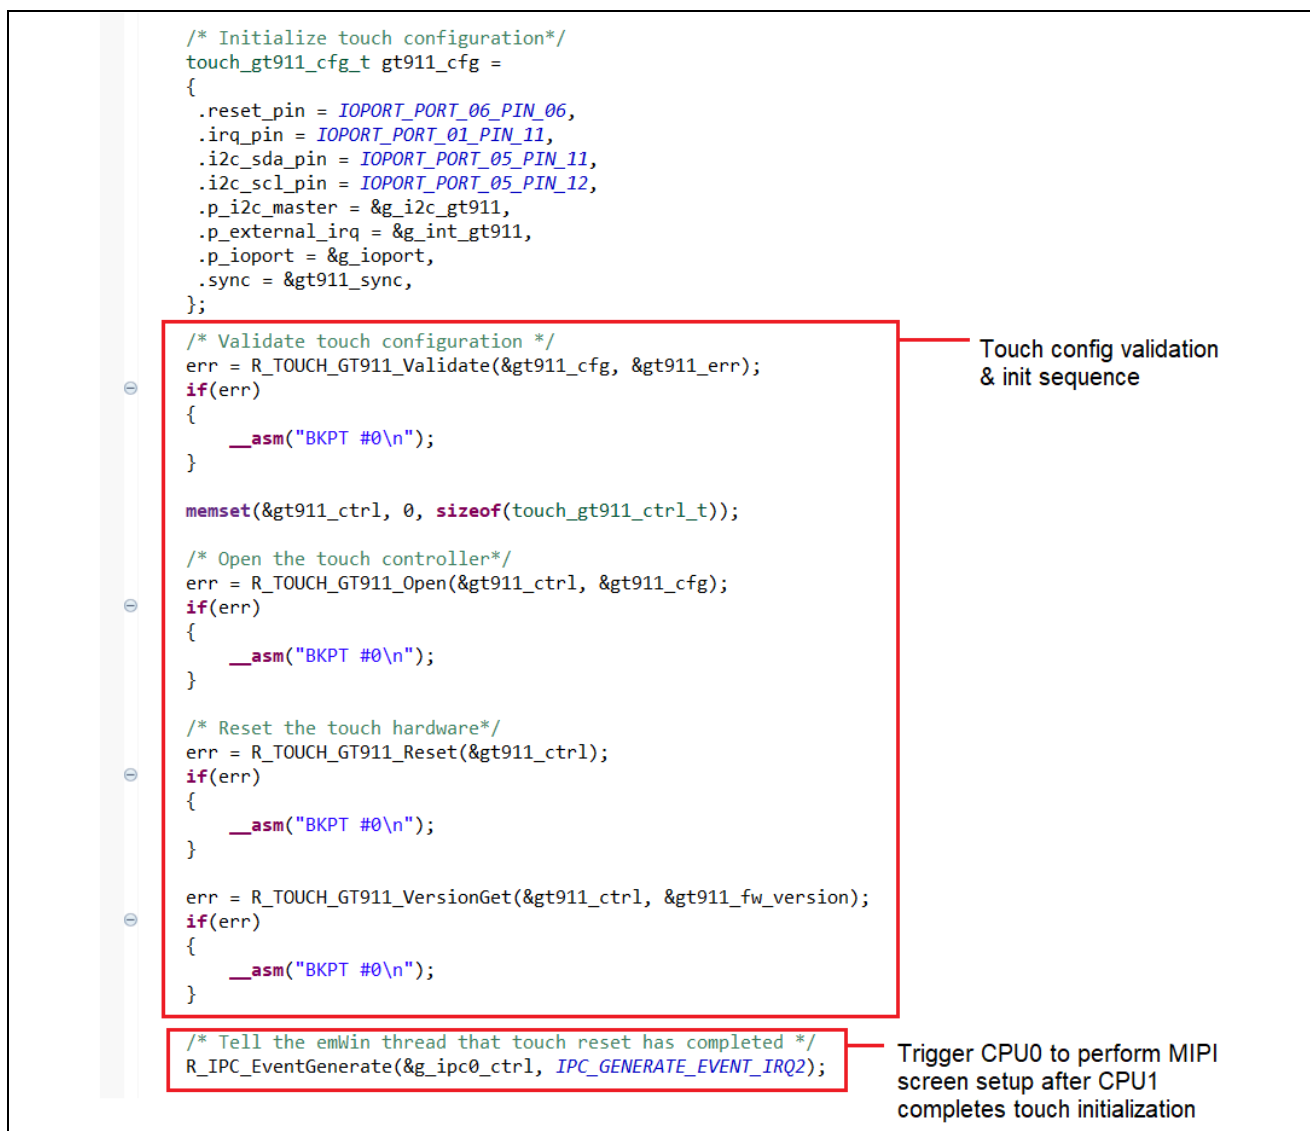 /* Initialize touch configuration*/
touch_gt911_cfg_t gt911_cfg =
{
.reset_pin = IOPORT_PORT_06_PIN_06,
.irq_pin = IOPORT_PORT_01_PIN_11,
.i2c_sda_pin = IOPORT_PORT_05_PIN_11,
.i2c_scl_pin = IOPORT_PORT_05_PIN_12,
.p_i2c_master = &g_i2c_gt911,
.p_external_irq = &g_int_gt911,
.p_ioport = &g_ioport,
.sync = &gt911_sync,
};
/* Validate touch configuration */
err = R_TOUCH_GT911_Validate(&gt911_cfg, &gt911_err);
if(err)
{
__asm("BKPT #0\n");
}
memset(&gt911_ctrl, 0, sizeof(touch_gt911_ctrl_t));
/* Open the touch controller*/
err = R_TOUCH_GT911_Open(&gt911_ctrl, &gt911_cfg);
if(err)
{
__asm("BKPT #0\n");
}
/* Reset the touch hardware*/
err = R_TOUCH_GT911_Reset(&gt911_ctrl);
if(err)
{
__asm("BKPT #0\n");
}
err = R_TOUCH_GT911_VersionGet(&gt911_ctrl, &gt911_fw_version);
if(err)
{
__asm("BKPT #0\n");
}
/* Tell the emWin thread that touch reset has completed */
R_IPC_EventGenerate(&g_ipc0_ctrl, IPC_GENERATE_EVENT_IRQ2);
Touch config validation
& init sequence
Trigger CPU0 to perform MIPI
screen setup after CPU1
completes touch initialization